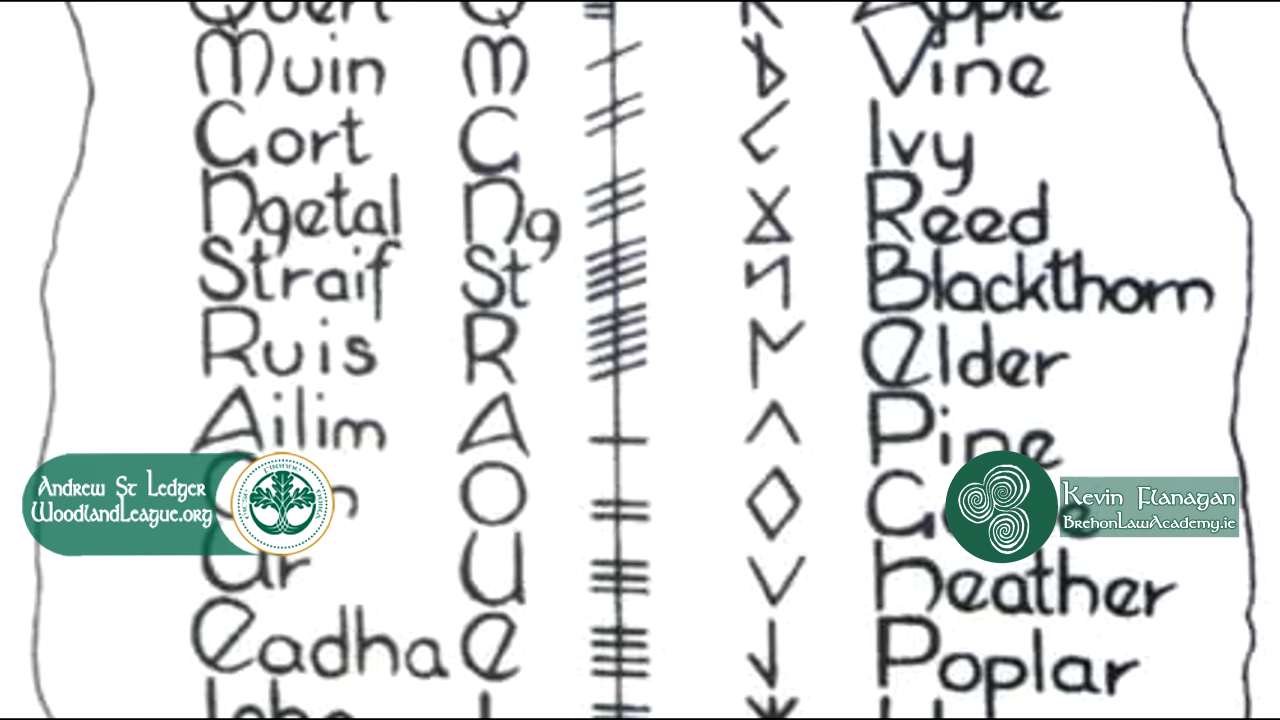 Muin M Vine
Gort G Ivy
Ngetal Ng Reed
Straif St Blackthorn
Ruis R Elder
Ailim A Pine
O
Ur U Heather
Eadha E Poplar
Andrew St Ledger
WoodlandLeague.org
Kevin Flanagan
BrehonLawAcademy.ie